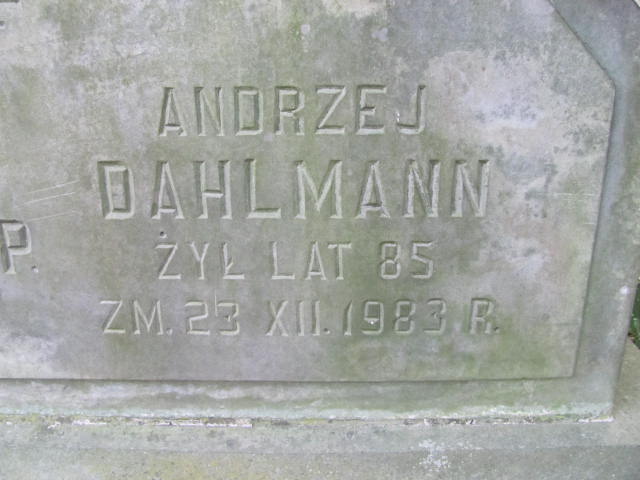 ANDRZEJ
DAHLMANN
ŻYŁ LAT 85
P.
ZM. 23 XII. 1983 R.